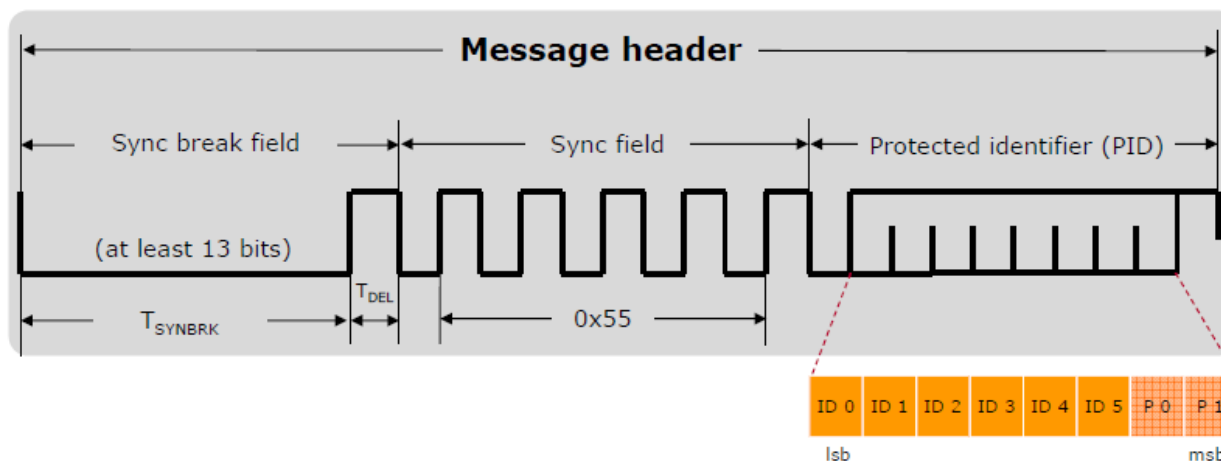 Message header
Sync break field Sync field Protected identifier (PID)
(at least 13 bits)
TDEL
TSYNBRK 0x55
ID 0 ID 1 ID 2 ID 3 ID 4 ID 5 P 0 P 1
lsb msb